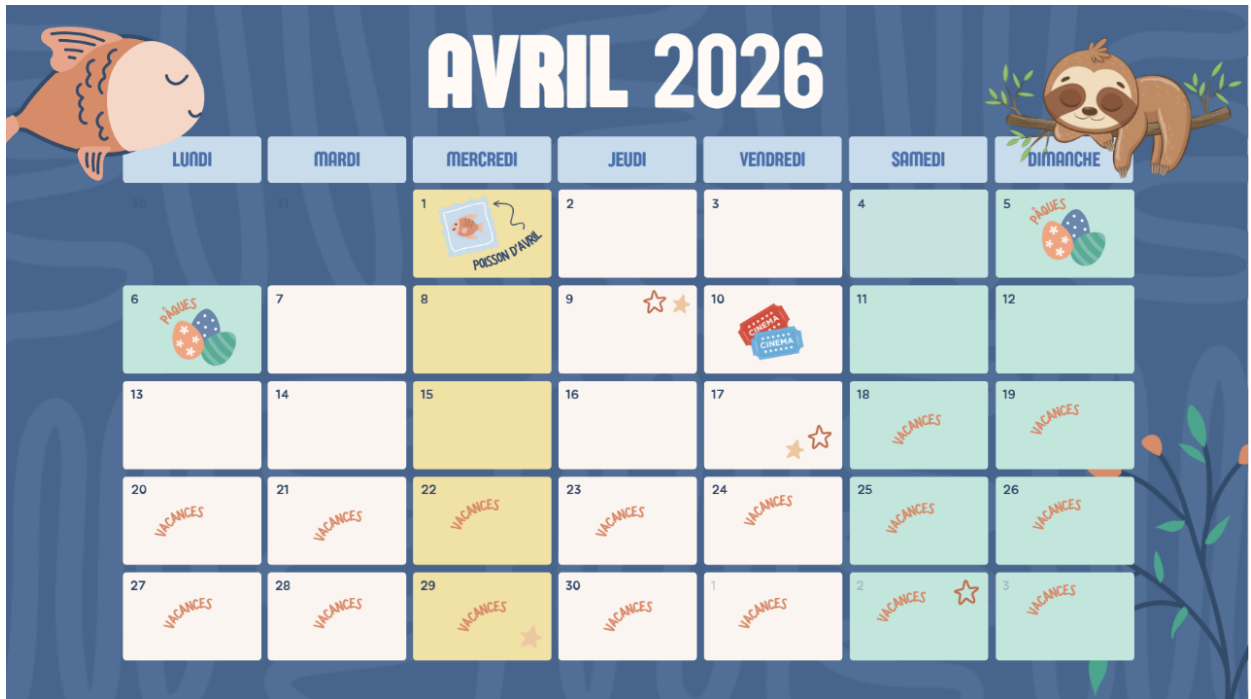 AVRIL 2026
LUNDI MARDI MERCREDI JEUDI VENDREDI SAMEDI DIMANCHE
30 31 1 POISSON D'AVRIL 2 3 4 5 PÂQUES
6 PÂQUES 7 8 9 10 CINEMA CINEMA 11 12
13 14 15 16 17 18 VACANCES 19 VACANCES
20 VACANCES 21 VACANCES 22 VACANCES 23 VACANCES 24 VACANCES 25 VACANCES 26 VACANCES
27 VACANCES 28 VACANCES 29 VACANCES 30 VACANCES 1 VACANCES 2 VACANCES 3 VACANCES